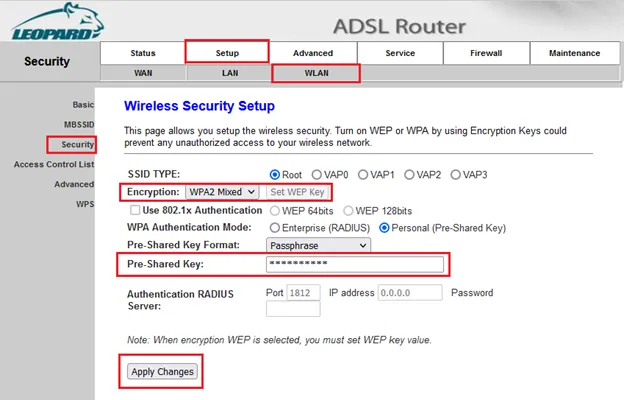 LEOPARD
ADSL Router
Security
Status Setup Advanced Service Firewall Maintenance
WAN LAN WLAN
Basic
MBSSID
Security
Access Control List
Advanced
WPS
Wireless Security Setup
This page allows you setup the wireless security. Turn on WEP or WPA by using Encryption Keys could
prevent any unauthorized access to your wireless network.
SSID TYPE: Root VAP0 VAP1 VAP2 VAP3
Encryption: WPA2 Mixed Set WEP Key
Use 802.1x Authentication WEP 64bits WEP 128bits
WPA Authentication Mode: Enterprise (RADIUS) Personal (Pre-Shared Key)
Pre-Shared Key Format: Passphrase
Pre-Shared Key: **********
Authentication RADIUS Port 1812 IP address 0.0.0.0 Password
Server:
Note: When encryption WEP is selected, you must set WEP key value.
Apply Changes